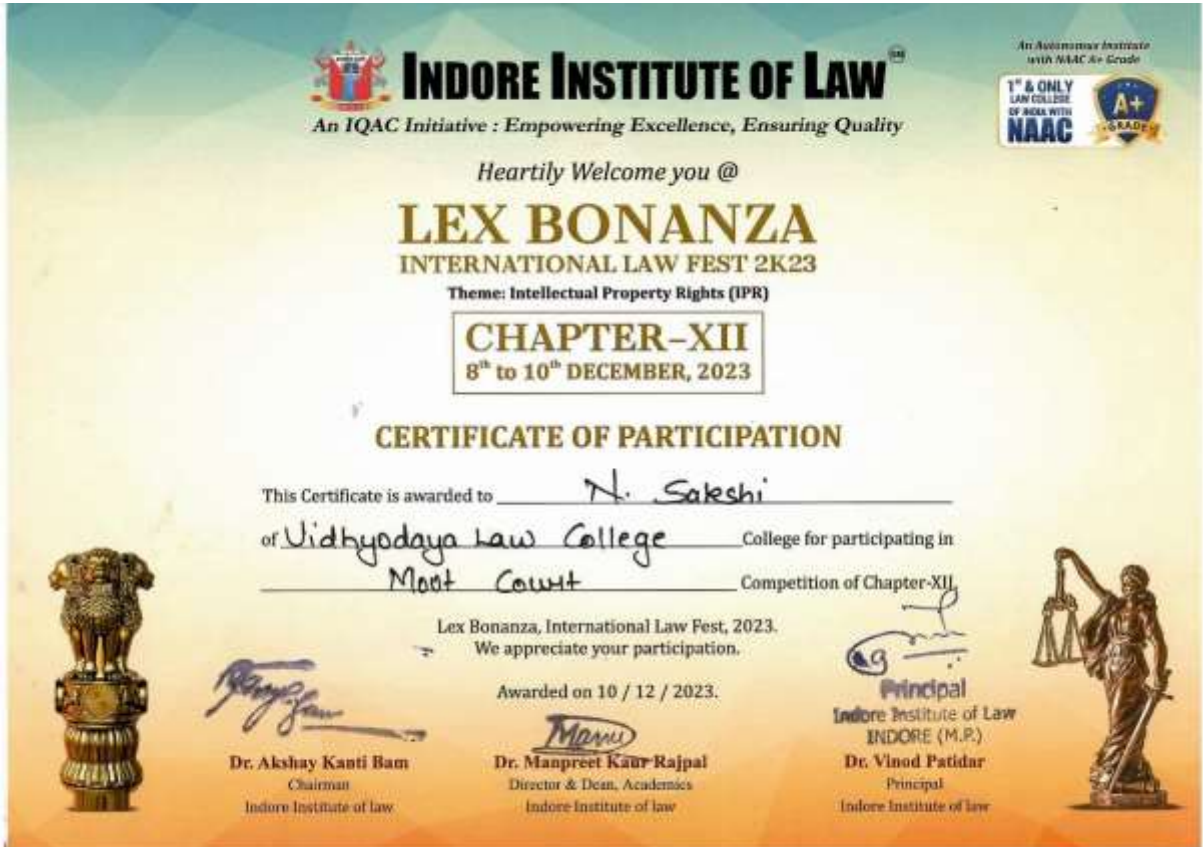 An Autonomous Institute
with NAAC A+ Grade
INDORE INSTITUTE OF LAW
An IQAC Initiative : Empowering Excellence, Ensuring Quality
1st & ONLY
LAW COLLEGE
OF INDIA WITH
NAAC
A+
GRADE
Heartily Welcome you @
LEX BONANZA
INTERNATIONAL LAW FEST 2K23
Theme: Intellectual Property Rights (IPR)
CHAPTER–XII
8th to 10th DECEMBER, 2023
CERTIFICATE OF PARTICIPATION
This Certificate is awarded to N. Sakshi
of Vidhyodaya Law College College for participating in
Moot Court Competition of Chapter-XII,
Lex Bonanza, International Law Fest, 2023.
We appreciate your participation.
Awarded on 10 / 12 / 2023.
Principal
Indore Institute of Law
INDORE (M.P.)
Dr. Akshay Kanti Bam
Chairman
Indore Institute of law
Manu
Dr. Manpreet Kaur Rajpal
Director & Dean, Academics
Indore Institute of law
Dr. Vinod Patidar
Principal
Indore Institute of law